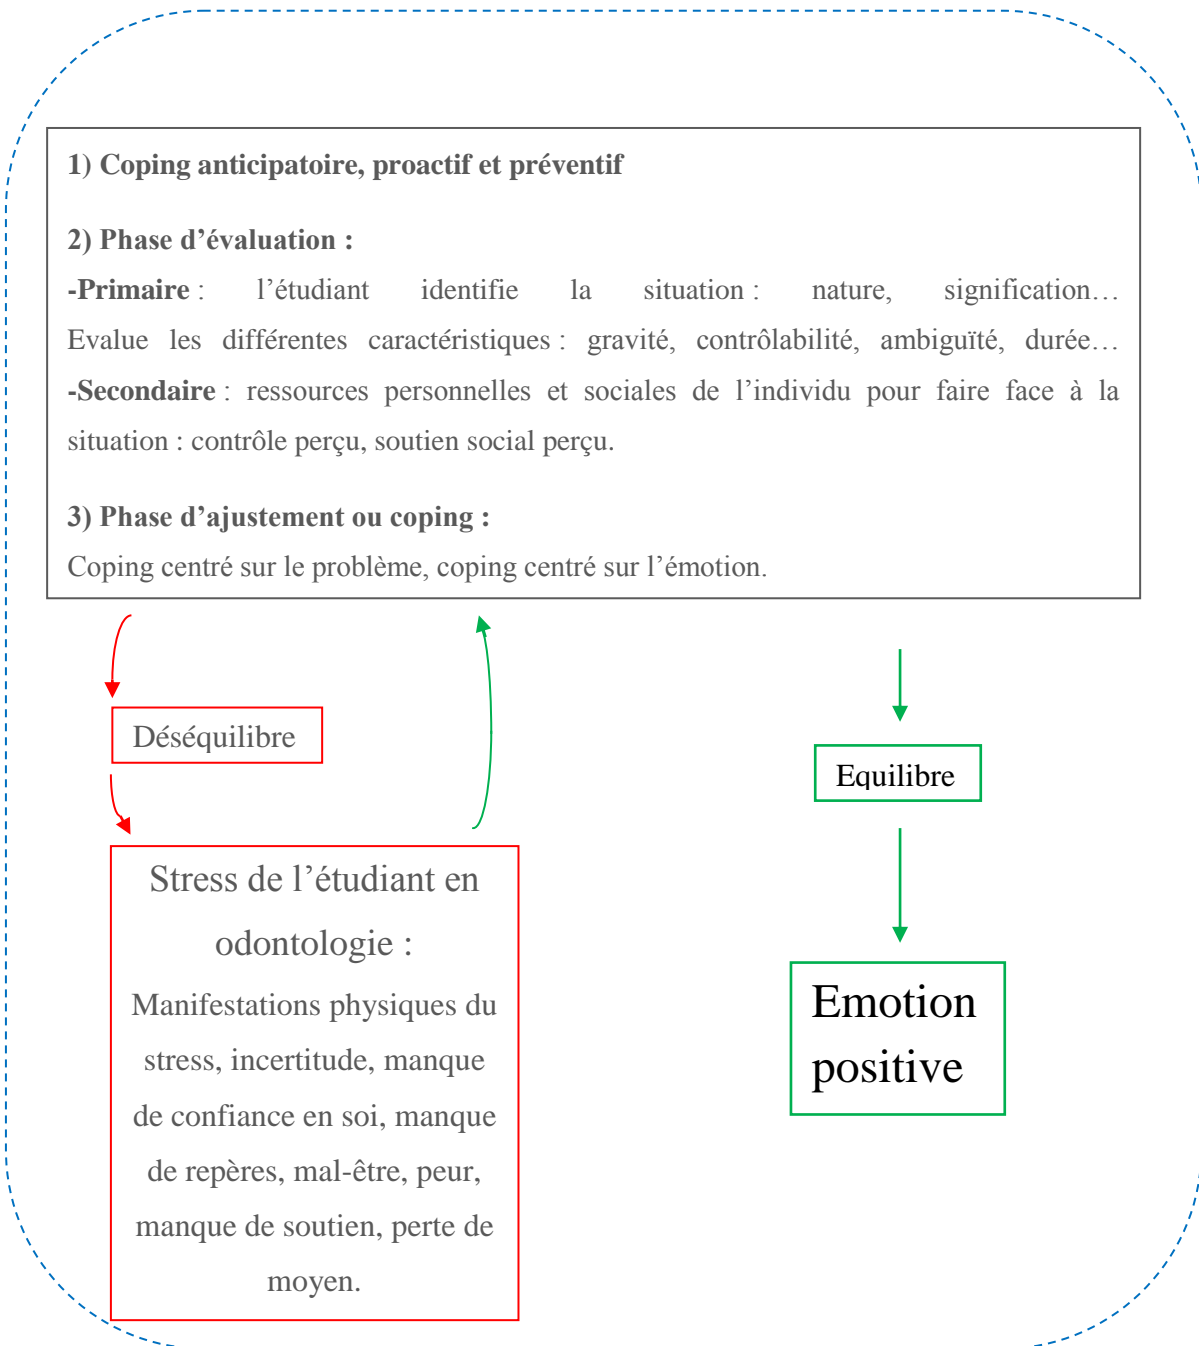 1) Coping anticipatoire, proactif et préventif
2) Phase d’évaluation :
-Primaire : l’étudiant identifie la situation : nature, signification…
Evalue les différentes caractéristiques : gravité, contrôlabilité, ambiguïté, durée…
-Secondaire : ressources personnelles et sociales de l’individu pour faire face à la
situation : contrôle perçu, soutien social perçu.
3) Phase d’ajustement ou coping :
Coping centré sur le problème, coping centré sur l’émotion.
Déséquilibre
Equilibre
Stress de l’étudiant en
odontologie :
Manifestations physiques du
stress, incertitude, manque
de confiance en soi, manque
de repères, mal-être, peur,
manque de soutien, perte de
moyen.
Emotion
positive